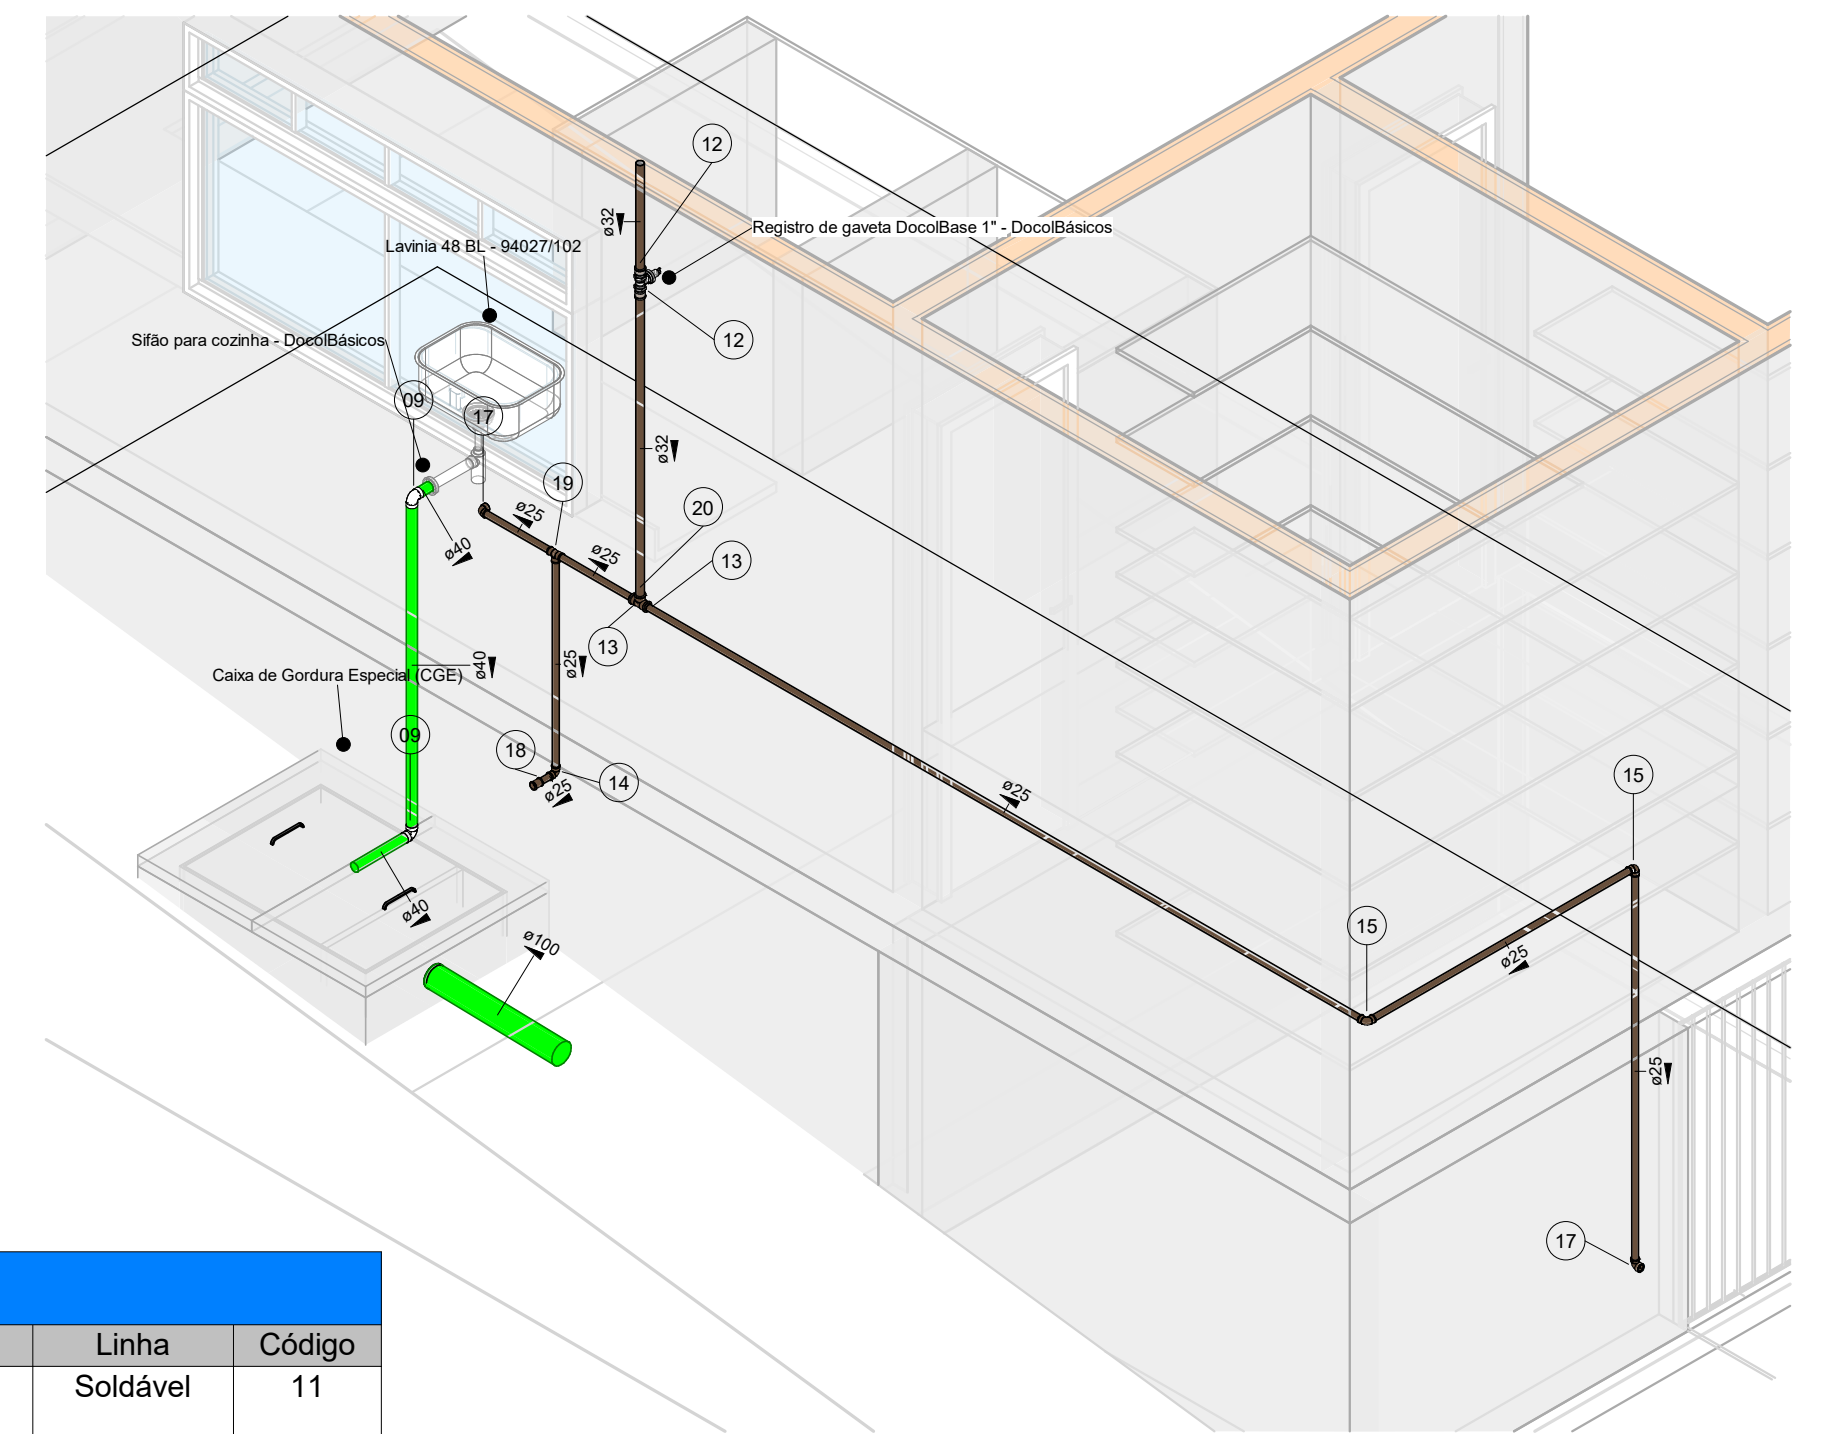 12
ø32
Registro de gaveta DocolBase 1" - DocolBásicos
Lavinia 48 BL - 94027/102
12
Sifão para cozinha - DocolBásicos
09
17
ø32
19
20
ø25
ø25
ø40
13
13
ø40
ø25
Caixa de Gordura Especial (CGE)
09
18
14
ø25
ø25
15
ø40
15
ø100
ø25
ø25
17
Linha Código
Soldável 11